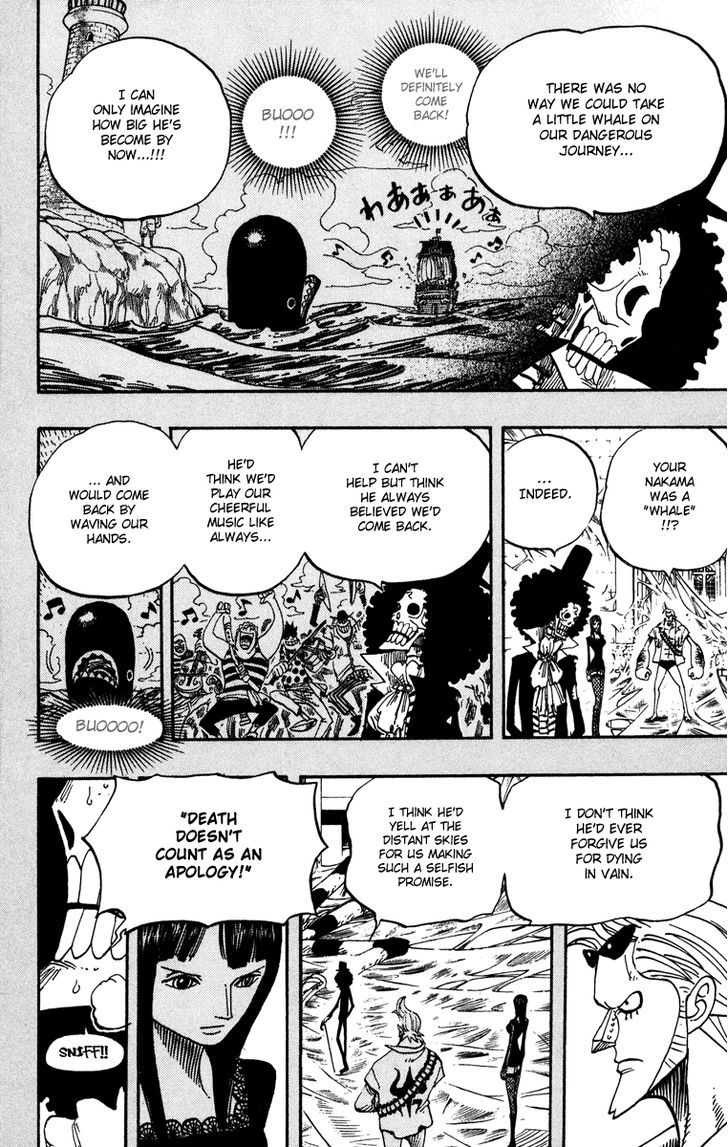 THERE WAS NO
WAY WE COULD TAKE
A LITTLE WHALE ON
OUR DANGEROUS
JOURNEY...
WE'LL
DEFINITELY
COME
BACK!
わあぁぁあぁ
BUOOO
!!!
I CAN
ONLY IMAGINE
HOW BIG HE'S
BECOME BY
NOW...!!!
YOUR
NAKAMA
WAS A
"WHALE"
!!?
...
INDEED.
I CAN'T
HELP BUT THINK
HE ALWAYS
BELIEVED WE'D
COME BACK.
HE'D
THINK WE'D
PLAY OUR
CHEERFUL
MUSIC LIKE
ALWAYS...
... AND
WOULD COME
BACK BY
WAVING OUR
HANDS.
BUOOOO!
I DON'T THINK
HE'D EVER
FORGIVE US
FOR DYING
IN VAIN.
I THINK HE'D
YELL AT THE
DISTANT SKIES
FOR US MAKING
SUCH A SELFISH
PROMISE.
"DEATH
DOESN'T
COUNT AS AN
APOLOGY!"
SNIFF!!